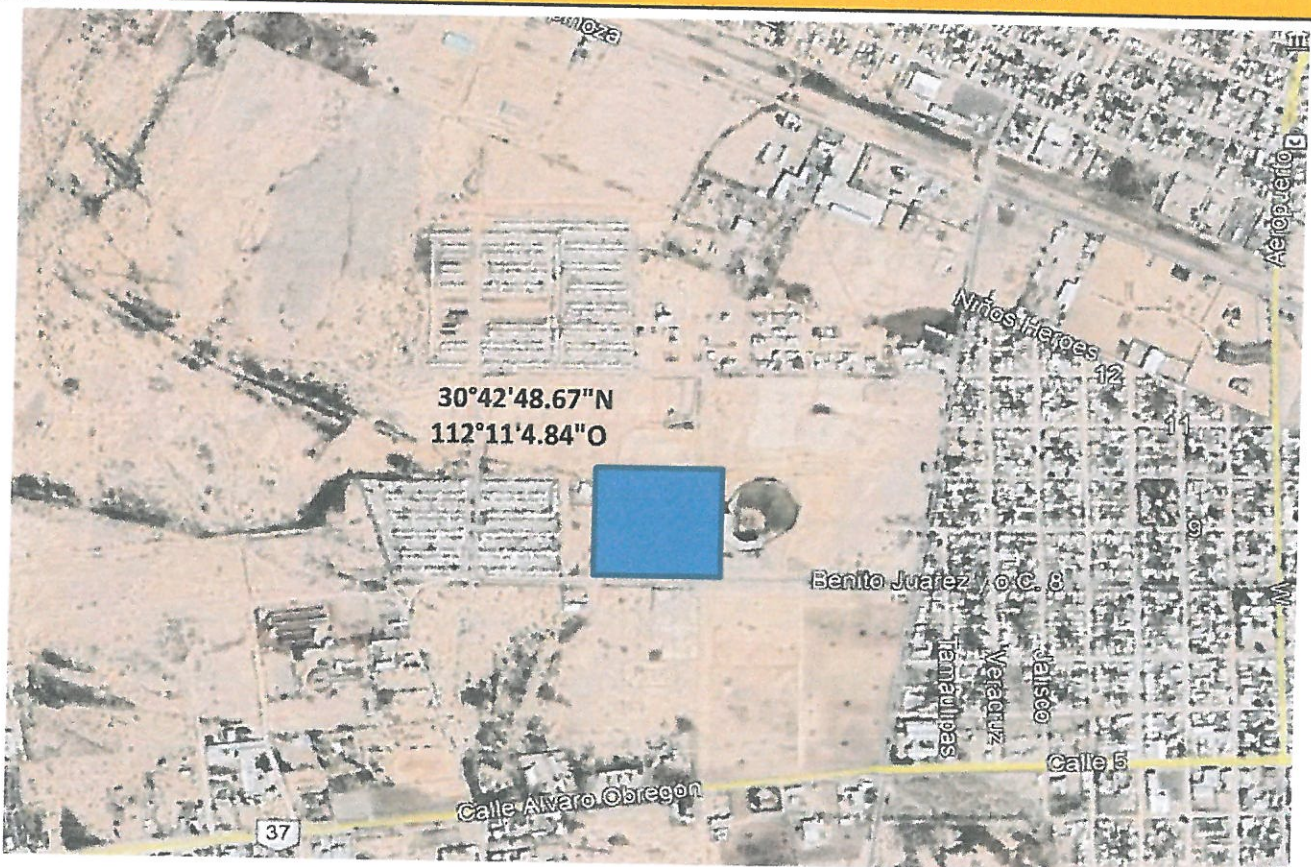 Aeropuerto
Niños Heroes
12
11
30°42'48.67"N
112°11'4.84"O
9
Benito Juarez y o C. 8
Tamaulipas
Veracruz
Jalisco
Calle 5
Calle Alvaro Obregon
37